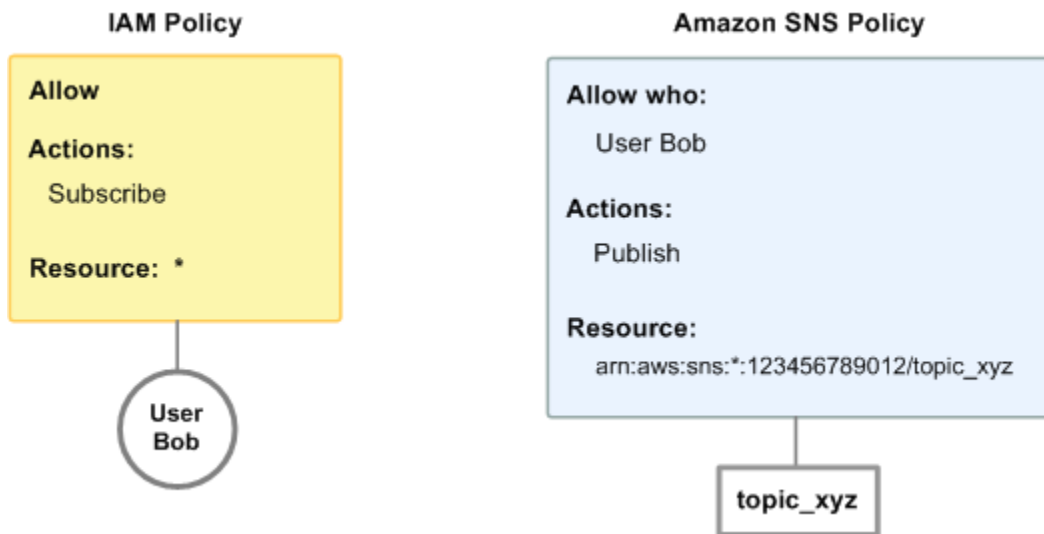 IAM Policy
Allow
Actions:
Subscribe
Resource: *
User
Bob
Amazon SNS Policy
Allow who:
User Bob
Actions:
Publish
Resource:
arn:aws:sns:*:123456789012/topic_xyz
topic_xyz